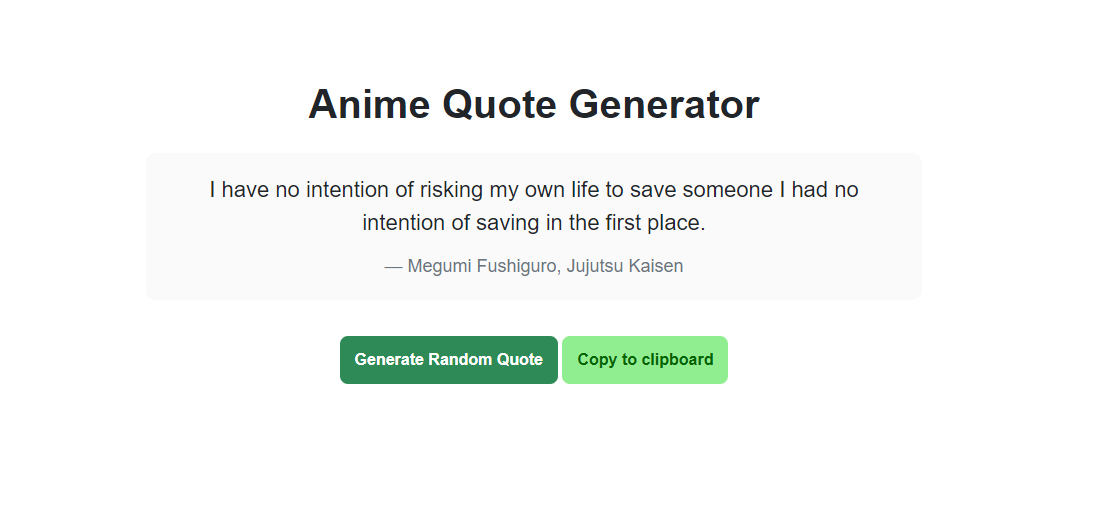 Anime Quote Generator
I have no intention of risking my own life to save someone I had no
intention of saving in the first place.
— Megumi Fushiguro, Jujutsu Kaisen
Generate Random Quote
Copy to clipboard